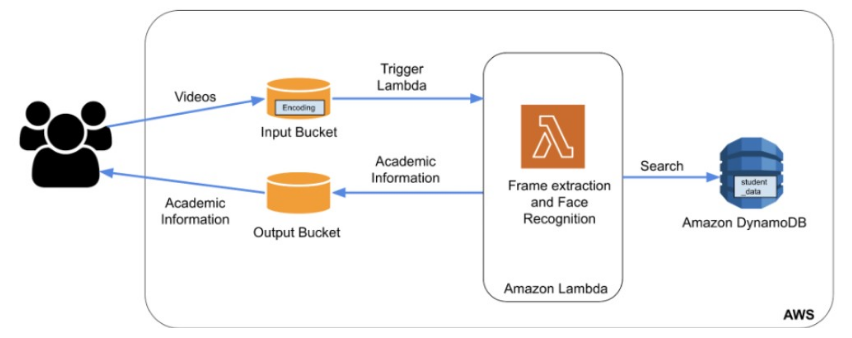 Videos
Encoding
Input Bucket
Trigger
Lambda
Academic
Information
Output Bucket
Academic
Information
Frame extraction
and Face
Recognition
Amazon Lambda
Search
student
_data
Amazon DynamoDB
AWS